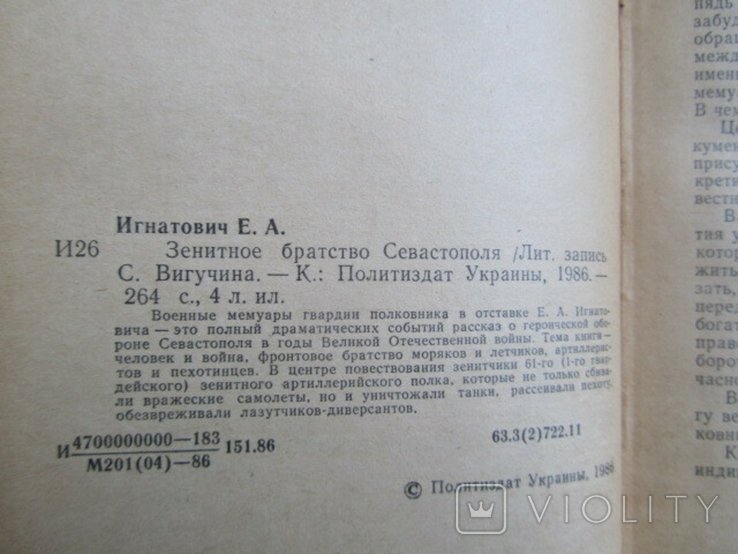 Игнатович Е. А.
И26 Зенитное братство Севастополя /Лит. запись
С. Вигучина. — К.: Политиздат Украины, 1986.—
264 с., 4 л. ил.
Военные мемуары гвардии полковника в отставке Е. А. Игнато-
вича — это полный драматических событий рассказ о героической обо-
роне Севастополя в годы Великой Отечественной войны. Тема книги —
человек и война, фронтовое братство моряков и летчиков, артиллерис-
тов и пехотинцев. В центре повествования зенитчики 61-го (1-го гвар-
дейского) зенитного артиллерийского полка, которые не только сбива-
ли вражеские самолеты, но и уничтожали танки, рассеивали пехоту,
обезвреживали лазутчиков-диверсантов.
И 4700000000—183
М201(04)—86 151.86 63.3(2)722.11
© Политиздат Украины, 1986
VIOLITY